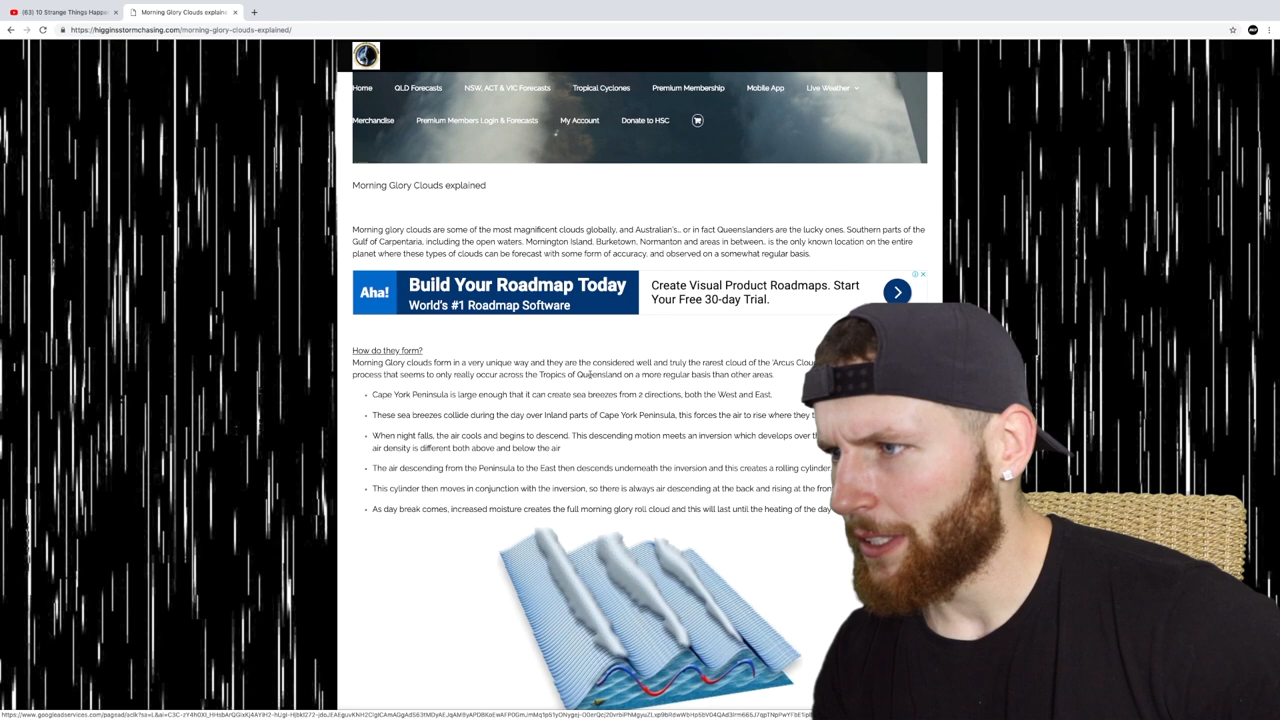 (63) 10 Strange Things Happe
Morning Glory Clouds explaine
https://higginsstormchasing.com/morning-glory-clouds-explained/
Home QLD Forecasts NSW, ACT & VIC Forecasts Tropical Cyclones Premium Membership Mobile App Live Weather
Merchandise Premium Members Login & Forecasts My Account Donate to HSC
Morning Glory Clouds explained
Morning glory clouds are some of the most magnificent clouds globally, and Australian's... or in fact Queenslanders are the lucky ones. Southern parts of the
Gulf of Carpentaria, including the open waters, Mornington Island, Burketown, Normanton and areas in between.. is the only known location on the entire
planet where these types of clouds can be forecast with some form of accuracy, and observed on a somewhat regular basis.
Aha! Build Your Roadmap Today
World's #1 Roadmap Software
Create Visual Product Roadmaps. Start
Your Free 30-day Trial.
How do they form?
Morning Glory clouds form in a very unique way and they are the considered well and truly the rarest cloud of the 'Arcus Clou
process that seems to only really occur across the Tropics of Queensland on a more regular basis than other areas.
• Cape York Peninsula is large enough that it can create sea breezes from 2 directions, both the West and East.
• These sea breezes collide during the day over Inland parts of Cape York Peninsula, this forces the air to rise where they
• When night falls, the air cools and begins to descend. This descending motion meets an inversion which develops over
air density is different both above and below the air
• The air descending from the Peninsula to the East then descends underneath the inversion and this creates a rolling cylinder
• This cylinder then moves in conjunction with the inversion, so there is always air descending at the back and rising at the fron
• As day break comes, increased moisture creates the full morning glory roll cloud and this will last until the heating of the day